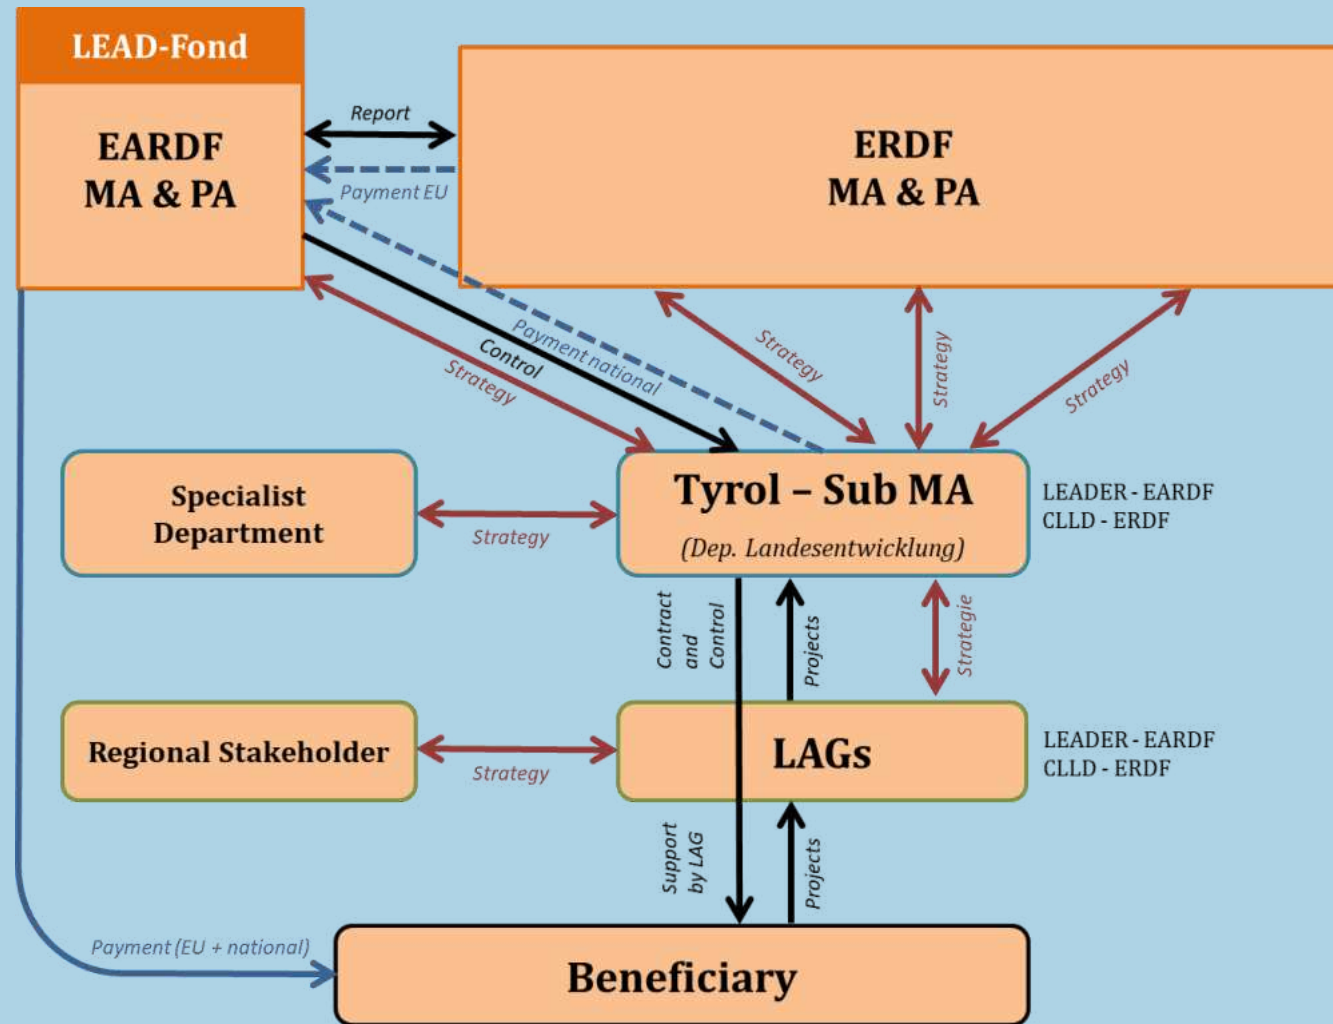 LEAD-Fond
EARDF
MA & PA
Report
Payment EU
ERDF
MA & PA
Payment national
Control
Strategy
Strategy
Strategy
Strategy
Specialist
Department
Strategy
Tyrol – Sub MA
(Dep. Landesentwicklung)
LEADER - EARDF
CLLD - ERDF
Contract
and
Control
Projects
Strategie
Regional Stakeholder
Strategy
LAGs
LEADER - EARDF
CLLD - ERDF
Support
by LAG
Projects
Payment (EU + national)
Beneficiary